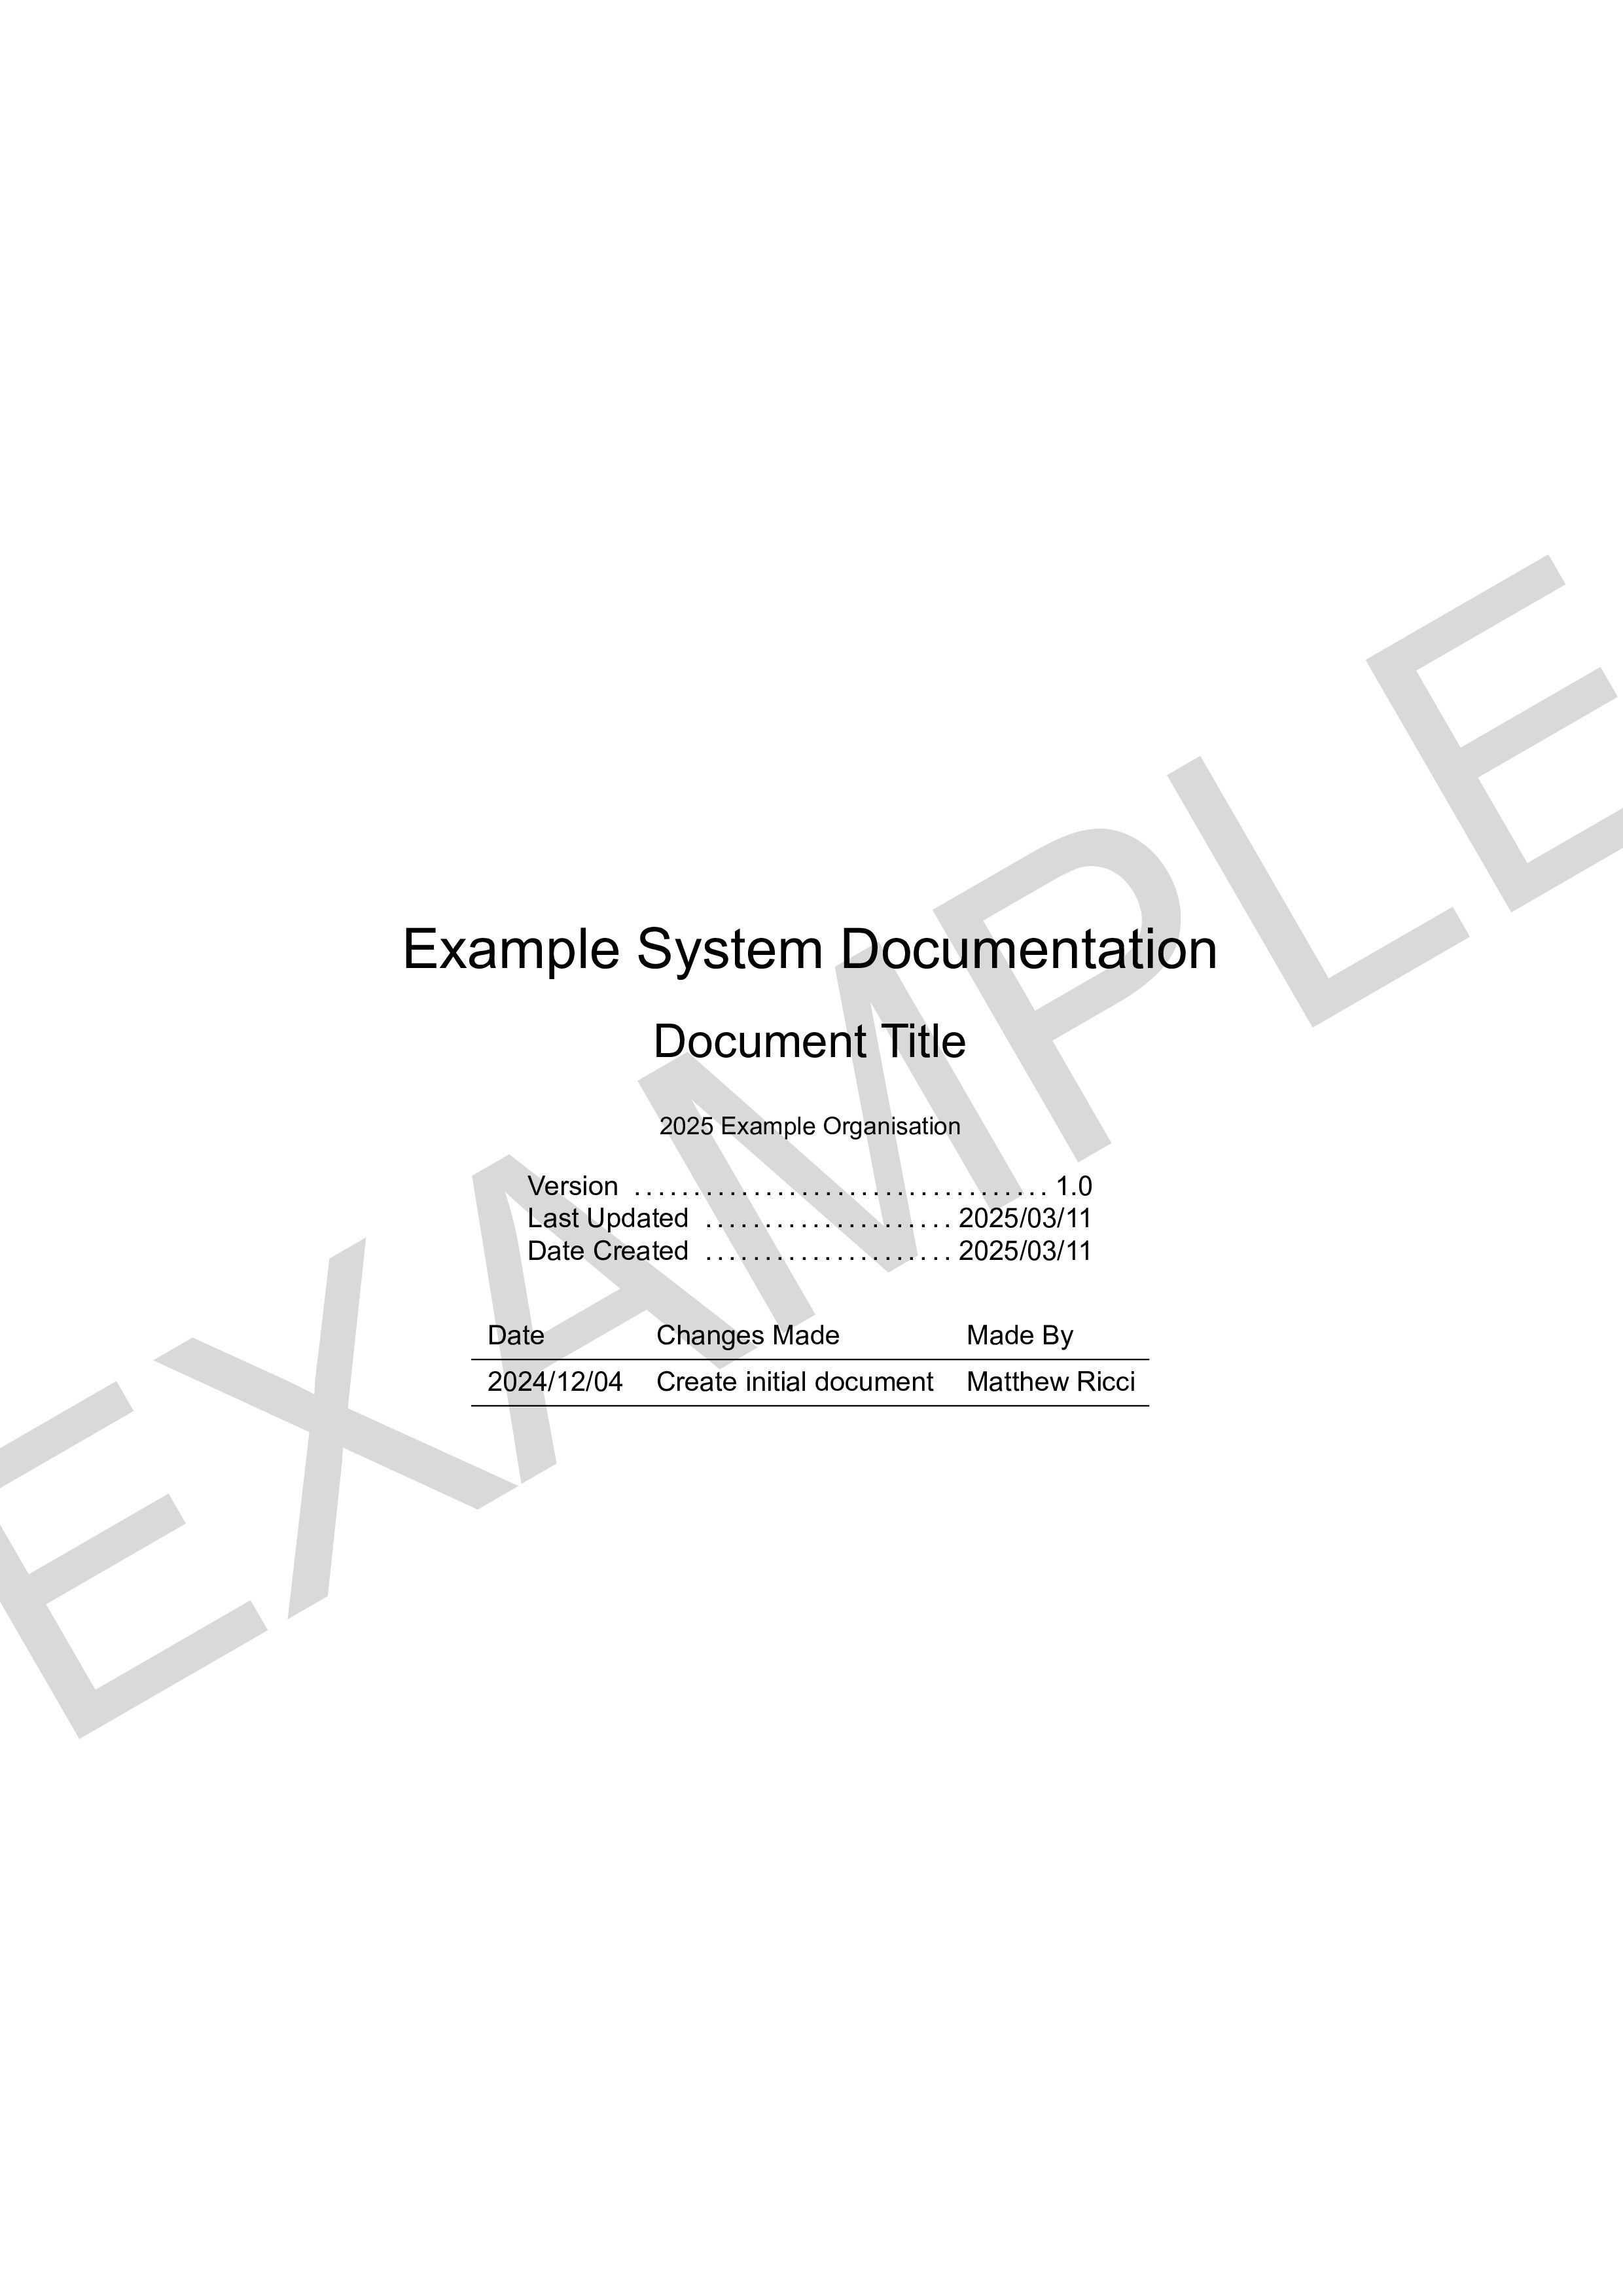 Example System Documentation
Document Title
2025 Example Organisation
Version .................................... 1.0
Last Updated ..................... 2025/03/11
Date Created ..................... 2025/03/11
Date Changes Made Made By
2024/12/04 Create initial document Matthew Ricci
EXAMPLE